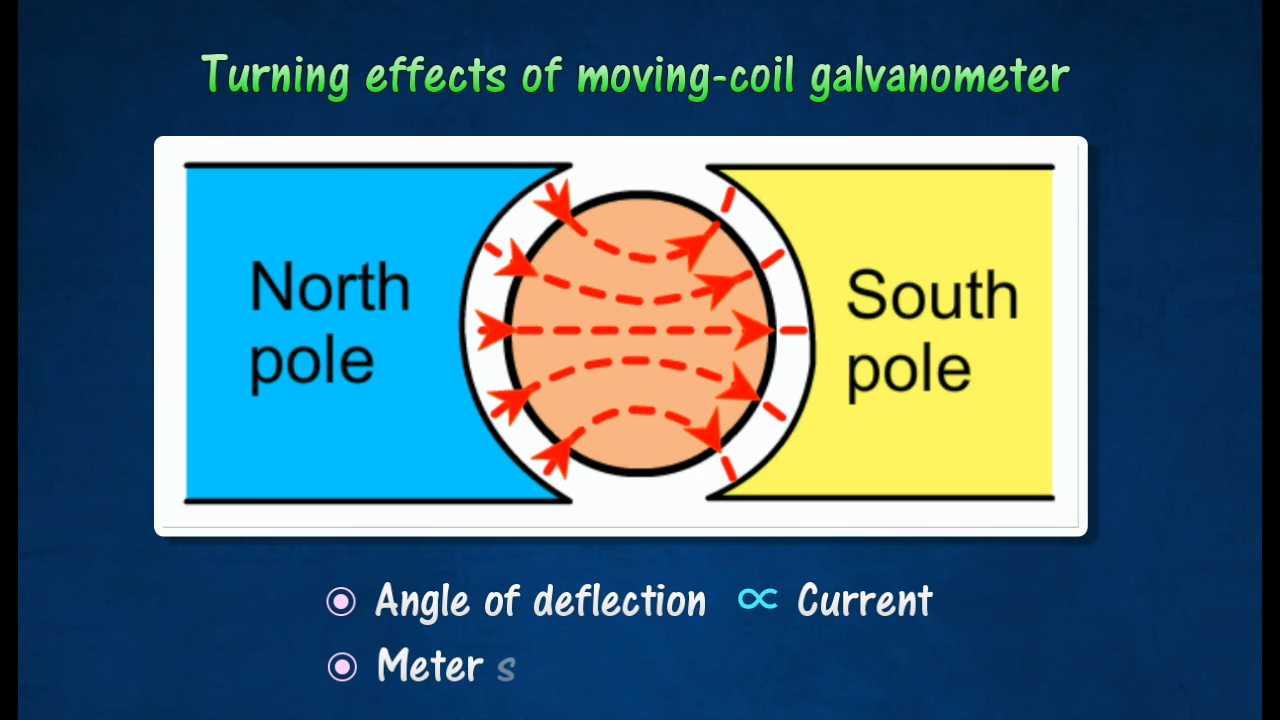 Turning effects of moving-coil galvanometer
North
pole
South
pole
Angle of deflection ∝ Current
Meter s